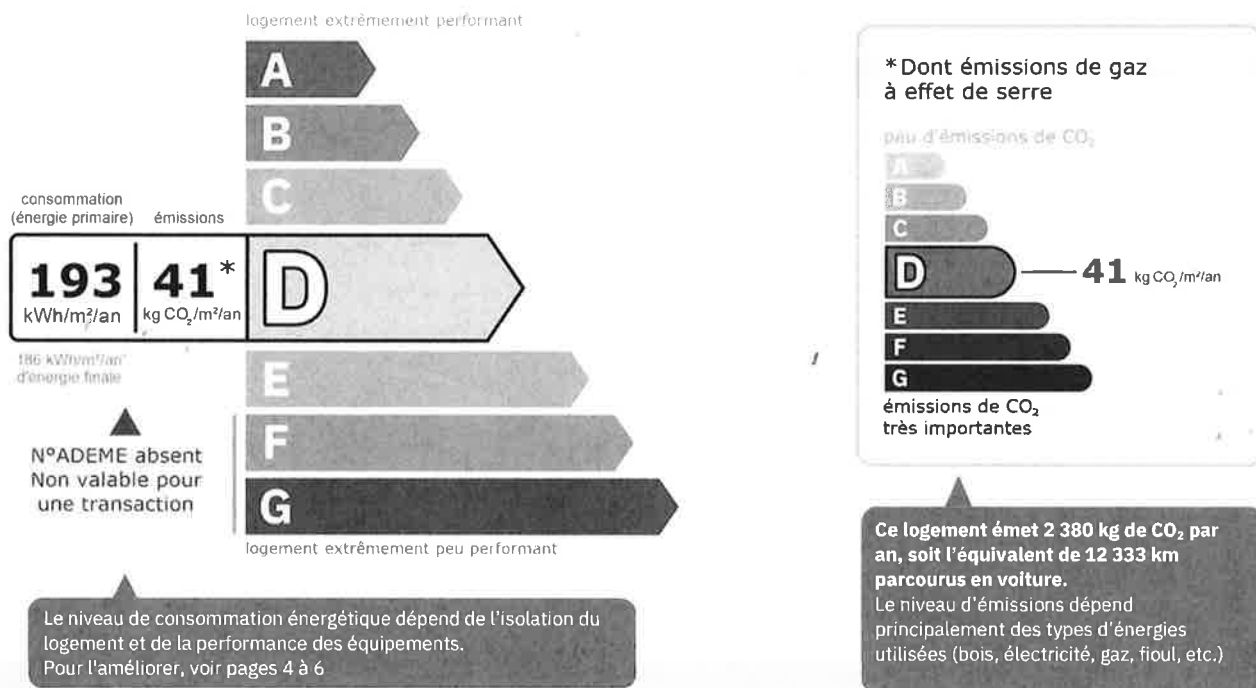 logement extrêmement performant
A
B
C
consommation
(énergie primaire) émissions
193 41*
kWh/m²/an kg CO₂/m²/an
D
186 kWh/m²/an
d'énergie finale
E
F
G
N°ADEME absent
Non valable pour
une transaction
logement extrêmement peu performant
Le niveau de consommation énergétique dépend de l'isolation du
logement et de la performance des équipements.
Pour l'améliorer, voir pages 4 à 6
*Dont émissions de gaz
à effet de serre
peu d'émissions de CO₂
A
B
C
D 41 kg CO₂/m²/an
E
F
G
émissions de CO₂
très importantes
Ce logement émet 2 380 kg de CO₂ par
an, soit l'équivalent de 12 333 km
parcourus en voiture.
Le niveau d'émissions dépend
principalement des types d'énergies
utilisées (bois, électricité, gaz, fioul, etc.)